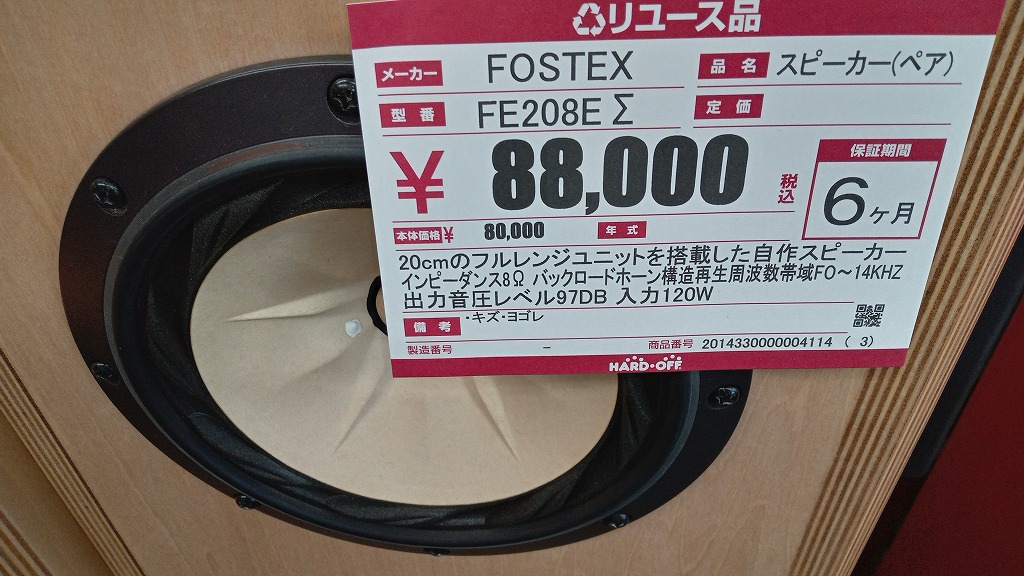 リユース品
メーカー FOSTEX 品名 スピーカー(ペア)
型番 FE208E Σ 定価
¥ 88,000 税込 保証期間
本体価格¥ 80,000 年式 6ヶ月
20cmのフルレンジユニットを搭載した自作スピーカー
インピーダンス8Ω バックロードホーン構造再生周波数帯域FO～14KHZ
出力音圧レベル97DB 入力120W
備考 ・キズ・ヨゴレ
製造番号 − 商品番号 2014330000004114 ( 3)
HARD・OFF